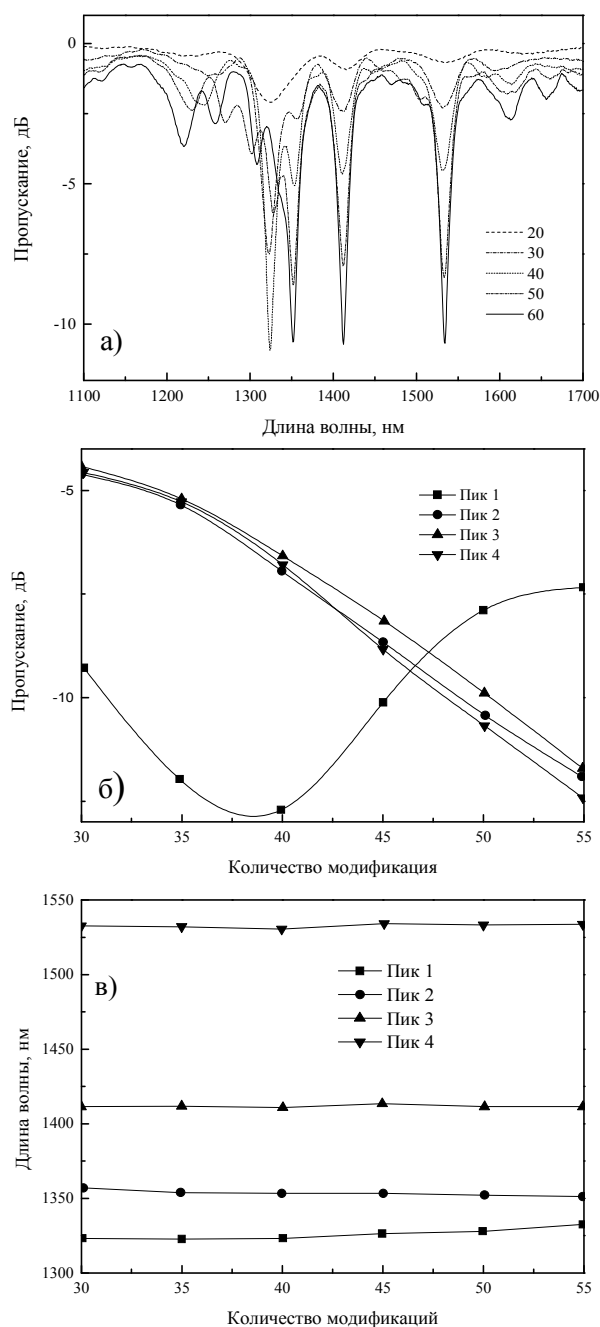 0
-5
-10
Пропускание, дБ
20
30
40
50
60
а)
1100 1200 1300 1400 1500 1600 1700
Длина волны, нм
-5
-10
Пропускание, дБ
Пик 1
Пик 2
Пик 3
Пик 4
б)
30 35 40 45 50 55
Количество модификация
1550
1500
1450
1400
1350
1300
Длина волны, нм
в)
Пик 1
Пик 2
Пик 3
Пик 4
30 35 40 45 50 55
Количество модификаций